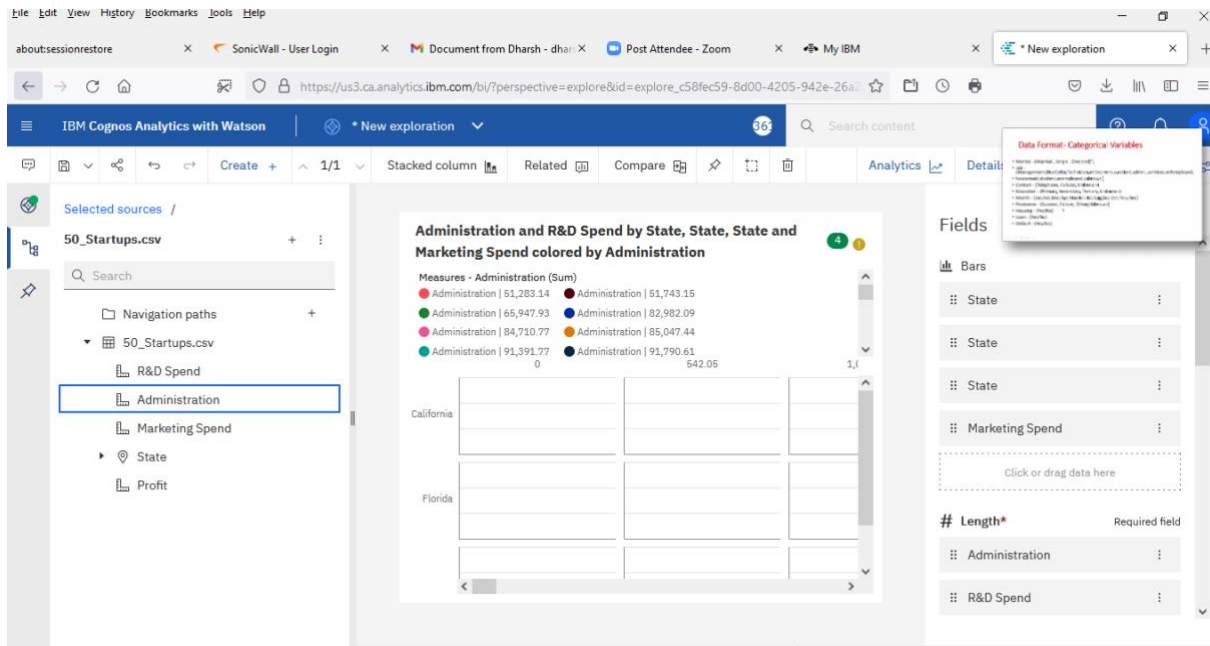 File Edit View History Bookmarks Tools Help
about:sessionrestore
SonicWall - User Login
Document from Dharsh - dhars
Post Attendee - Zoom
My IBM
* New exploration
https://us3.ca.analytics.ibm.com/bi/?perspective=explore&id=explore_c58fec59-8d00-4205-942e-26a2
IBM Cognos Analytics with Watson
* New exploration
36
Search content
Create +
1/1
Stacked column
Related
Compare
Analytics
Details
Data Format- Categorical Variables
Selected sources /
50_Startups.csv
Search
Navigation paths
50_Startups.csv
R&D Spend
Administration
Marketing Spend
State
Profit
Administration and R&D Spend by State, State, State and
Marketing Spend colored by Administration
4
Measures - Administration (Sum)
Administration | 51,283.14 Administration | 51,743.15
Administration | 65,947.93 Administration | 82,982.09
Administration | 84,710.77 Administration | 85,047.44
Administration | 91,391.77 Administration | 91,790.61
0 542.05 1,(
California
Florida
Fields
Bars
State
State
State
Marketing Spend
Click or drag data here
# Length* Required field
Administration
R&D Spend